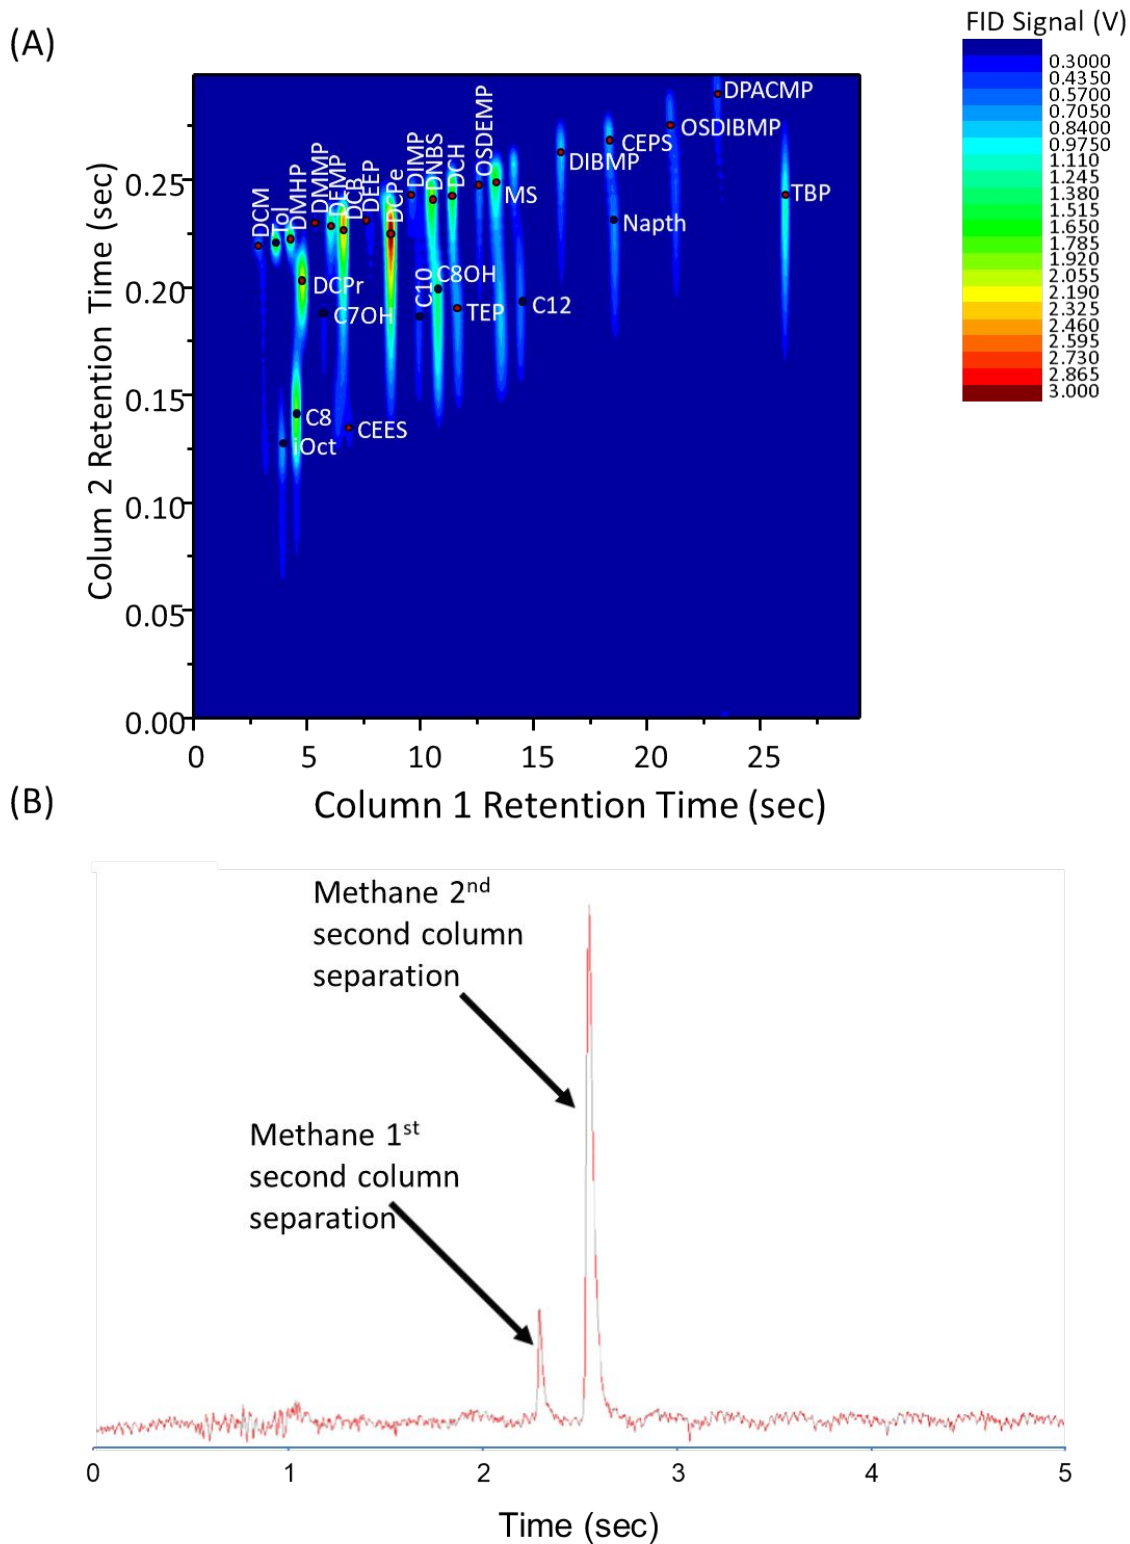 (A)
FID Signal (V)
0.3000
0.4350
0.5700
0.7050
0.8400
0.9750
1.110
1.245
1.380
1.515
1.650
1.785
1.920
2.055
2.190
2.325
2.460
2.595
2.730
2.865
3.000
Colum 2 Retention Time (sec)
0.25
0.20
0.15
0.10
0.05
0.00
DCM
Tol
DMHP
DMMP
DEMP
DCB
DEEP
DCPe
DIMP
DNBS
DCH
OSDEMP
MS
DIBMP
CEPS
OSDIBMP
DPACMP
TBP
Napth
DCPr
C7OH
C10
C8OH
TEP
C12
C8
iOct
CEES
0
5
10
15
20
25
Column 1 Retention Time (sec)
(B)
Methane 2nd
second column
separation
Methane 1st
second column
separation
0
1
2
3
4
5
Time (sec)